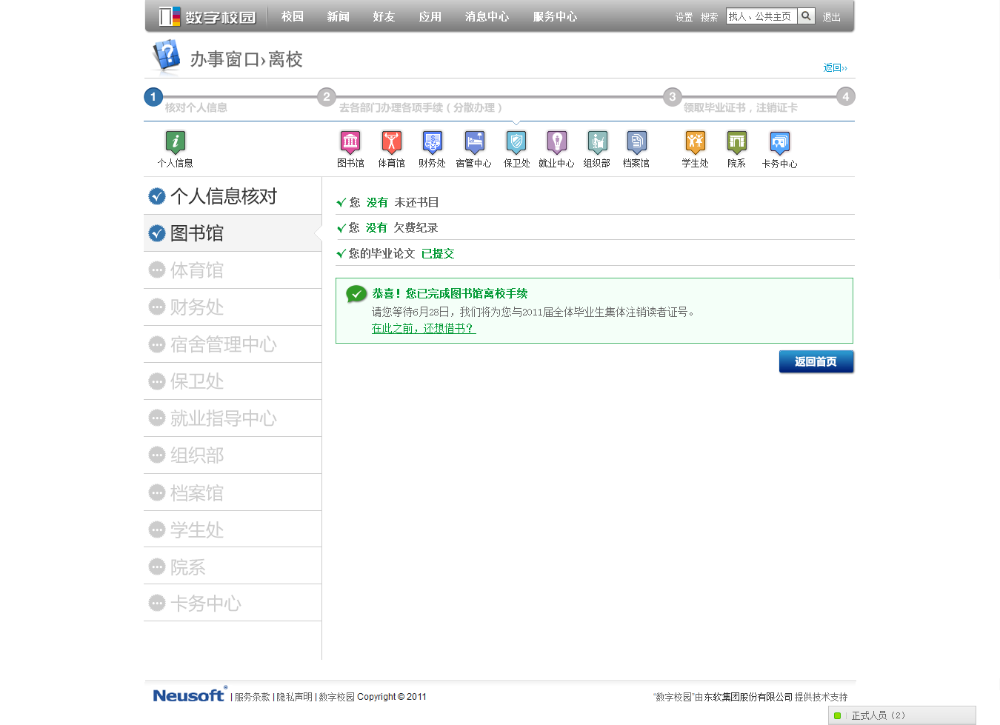 数字校园 校园 新闻 好友 应用 消息中心 服务中心 设置 搜索 找人、公共主页 退出
办事窗口›离校
返回››
1 2 3 4
核对个人信息 去各部门办理各项手续（分散办理） 领取毕业证书，注销证卡
个人信息 图书馆 体育馆 财务处 宿管中心 保卫处 就业中心 组织部 档案馆 学生处 院系 卡务中心
个人信息核对
图书馆
体育馆
财务处
宿舍管理中心
保卫处
就业指导中心
组织部
档案馆
学生处
院系
卡务中心
您 没有 未还书目
您 没有 欠费纪录
您的毕业论文 已提交
恭喜！您已完成图书馆离校手续
请您等待6月28日，我们将为您与2011届全体毕业生集体注销读者证号。
在此之前，还想借书？
返回首页
Neusoft® | 服务条款 | 隐私声明 | 数字校园 Copyright © 2011
“数字校园”由东软集团股份有限公司 提供技术支持
正式人员（2）